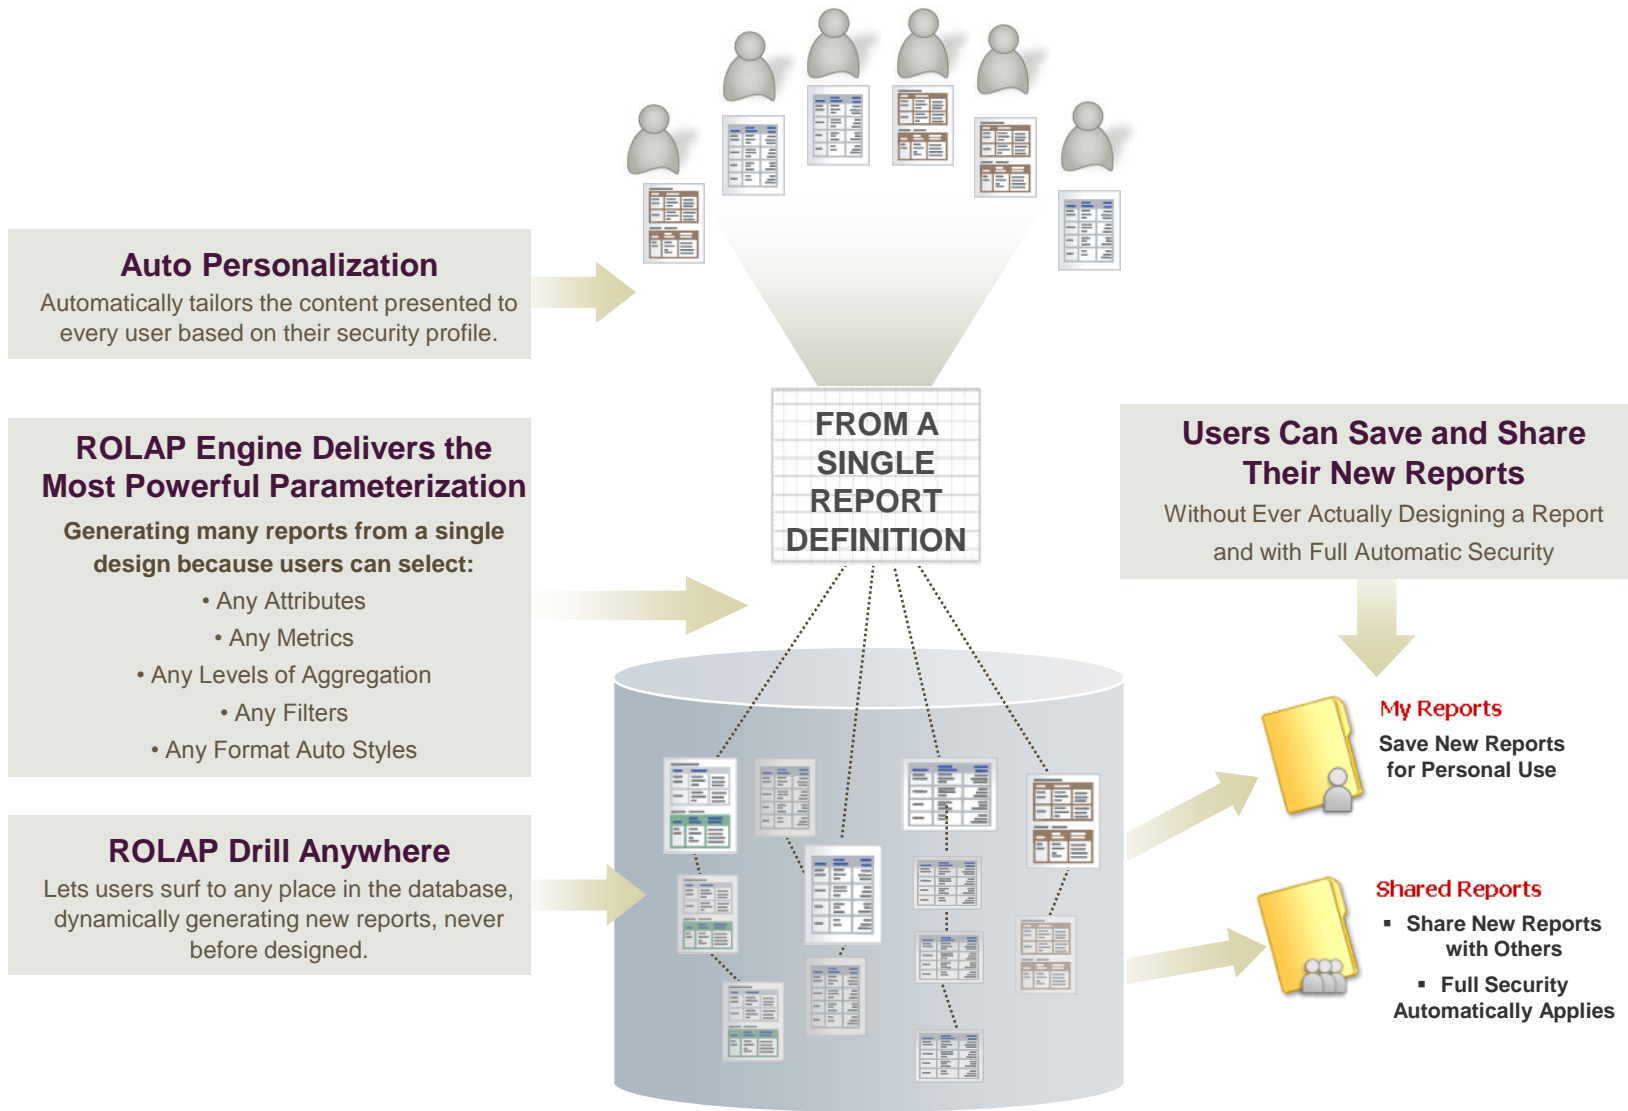 Auto Personalization
Automatically tailors the content presented to
every user based on their security profile.
ROLAP Engine Delivers the
Most Powerful Parameterization
Generating many reports from a single
design because users can select:
• Any Attributes
• Any Metrics
• Any Levels of Aggregation
• Any Filters
• Any Format Auto Styles
ROLAP Drill Anywhere
Lets users surf to any place in the database,
dynamically generating new reports, never
before designed.
FROM A
SINGLE
REPORT
DEFINITION
Users Can Save and Share
Their New Reports
Without Ever Actually Designing a Report
and with Full Automatic Security
My Reports
Save New Reports
for Personal Use
Shared Reports
▪ Share New Reports
with Others
▪ Full Security
Automatically Applies